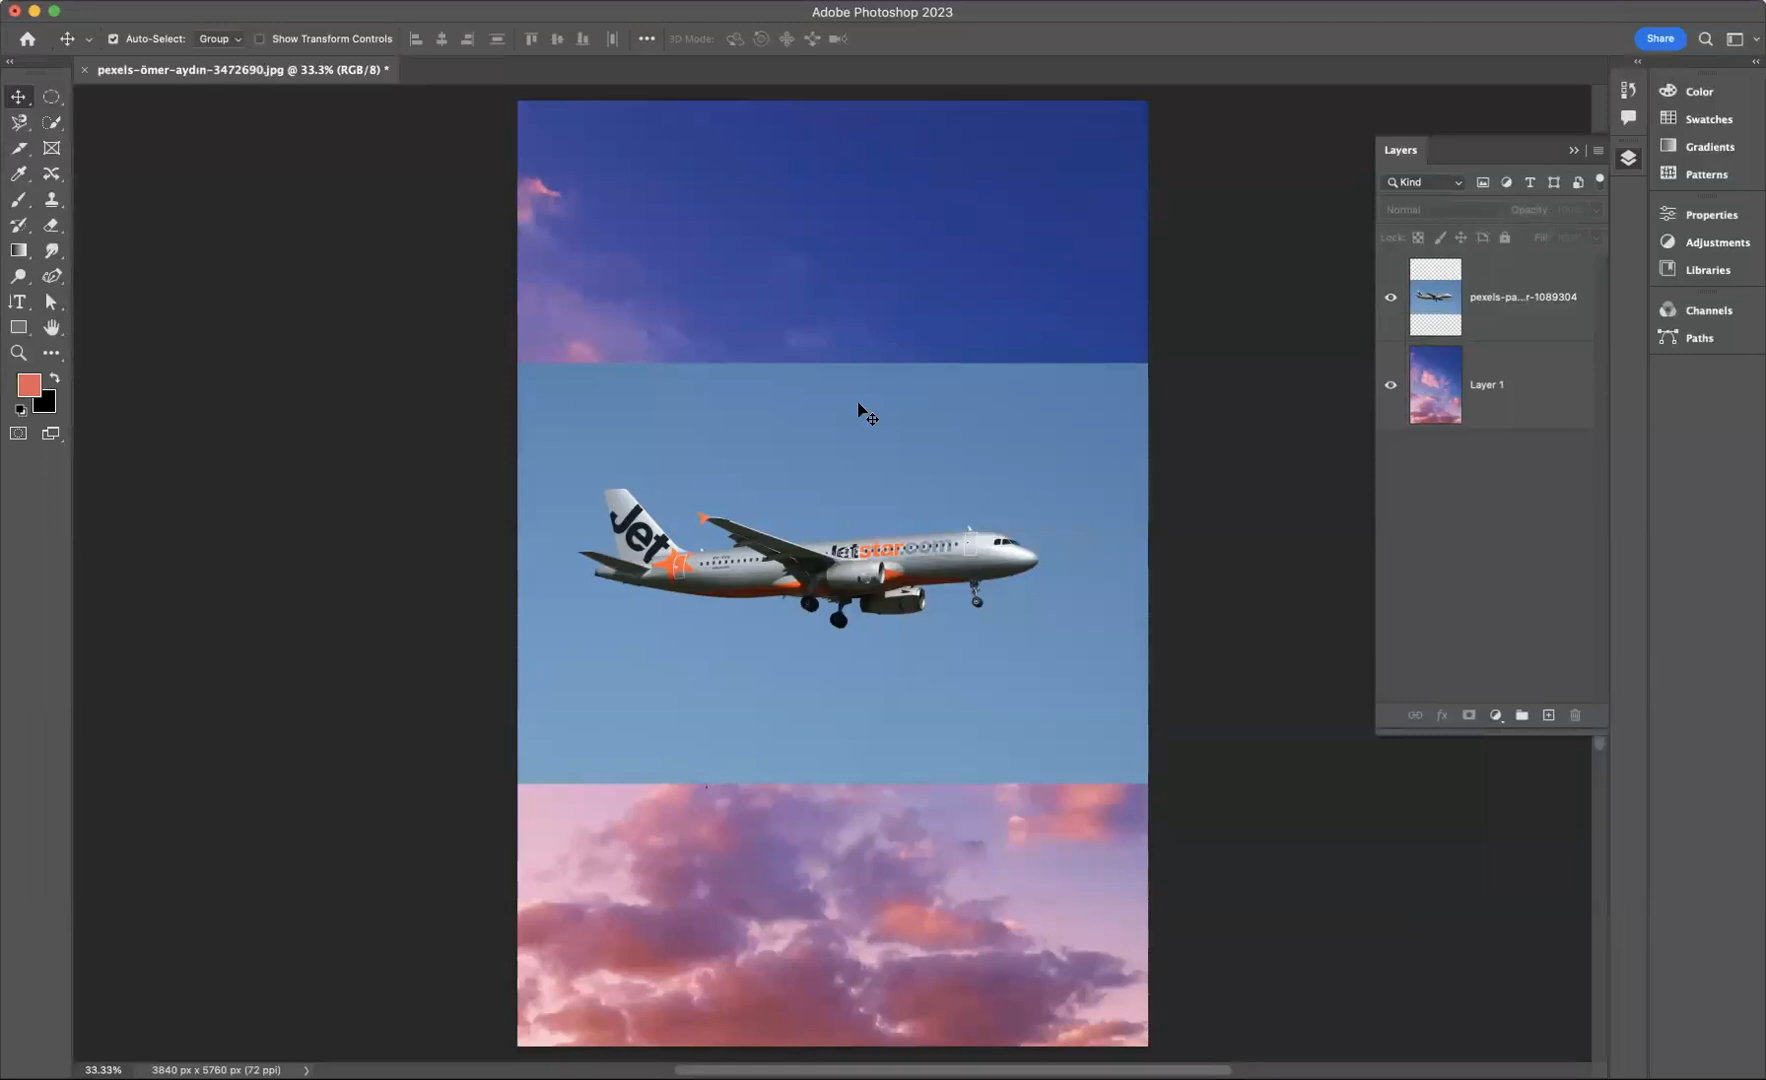 Adobe Photoshop 2023
Auto-Select: Group Show Transform Controls 3D Mode: Share
pexels-ömer-aydın-3472690.jpg @ 33.3% (RGB/8) *
Layers
Kind
Normal Opacity: 100%
Lock: Fill:
pexels-pa...r-1089304
Layer 1
Color
Swatches
Gradients
Patterns
Properties
Adjustments
Libraries
Channels
Paths
Jet
Jetstar.com
33.33% 3840 px x 5760 px (72 ppi)